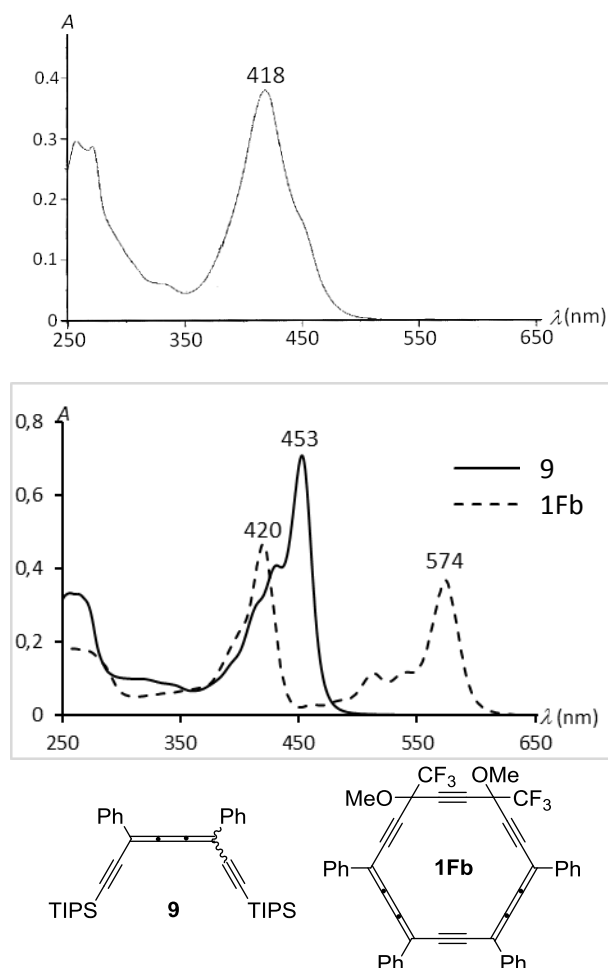 A
418
0.4
0.3
0.2
0.1
0
250 350 450 550 650
λ(nm)
A
0,8
453
9
1Fb
0,6
420
574
0,4
0,2
0
λ (nm)
250 350 450 550 650
CF3 OMe
MeO CF3
Ph Ph
Ph 1Fb Ph
TIPS 9 TIPS
Ph Ph